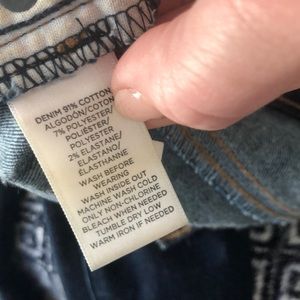 DENIM 91% COTTON/
ALGODÓN/COTON
7% POLYESTER/
POLIÉSTER/
POLYESTER
2% ELASTANE/
ELASTANO/
ÉLASTHANNE
WASH BEFORE
WEARING
WASH INSIDE OUT
MACHINE WASH COLD
ONLY NON-CHLORINE
BLEACH WHEN NEEDED
TUMBLE DRY LOW
WARM IRON IF NEEDED